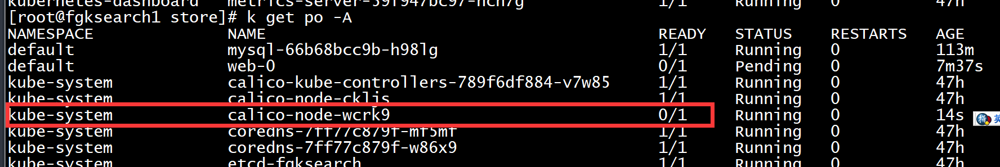 kubernetes-dashboard metrics-server-59f947bc97-hch7g 1/1 Running 0 47h
[root@fgksearch1 store]# k get po -A
NAMESPACE NAME READY STATUS RESTARTS AGE
default mysql-66b68bcc9b-h98lg 1/1 Running 0 113m
default web-0 0/1 Pending 0 7m37s
kube-system calico-kube-controllers-789f6df884-v7w85 1/1 Running 0 47h
kube-system calico-node-ckljs 1/1 Running 0 47h
kube-system calico-node-wcrk9 0/1 Running 0 14s
kube-system coredns-7ff77c879f-mf5mf 1/1 Running 0 47h
kube-system coredns-7ff77c879f-w86x9 1/1 Running 0 47h
kube-system etcd-fgksearch 1/1 Running 0 47h